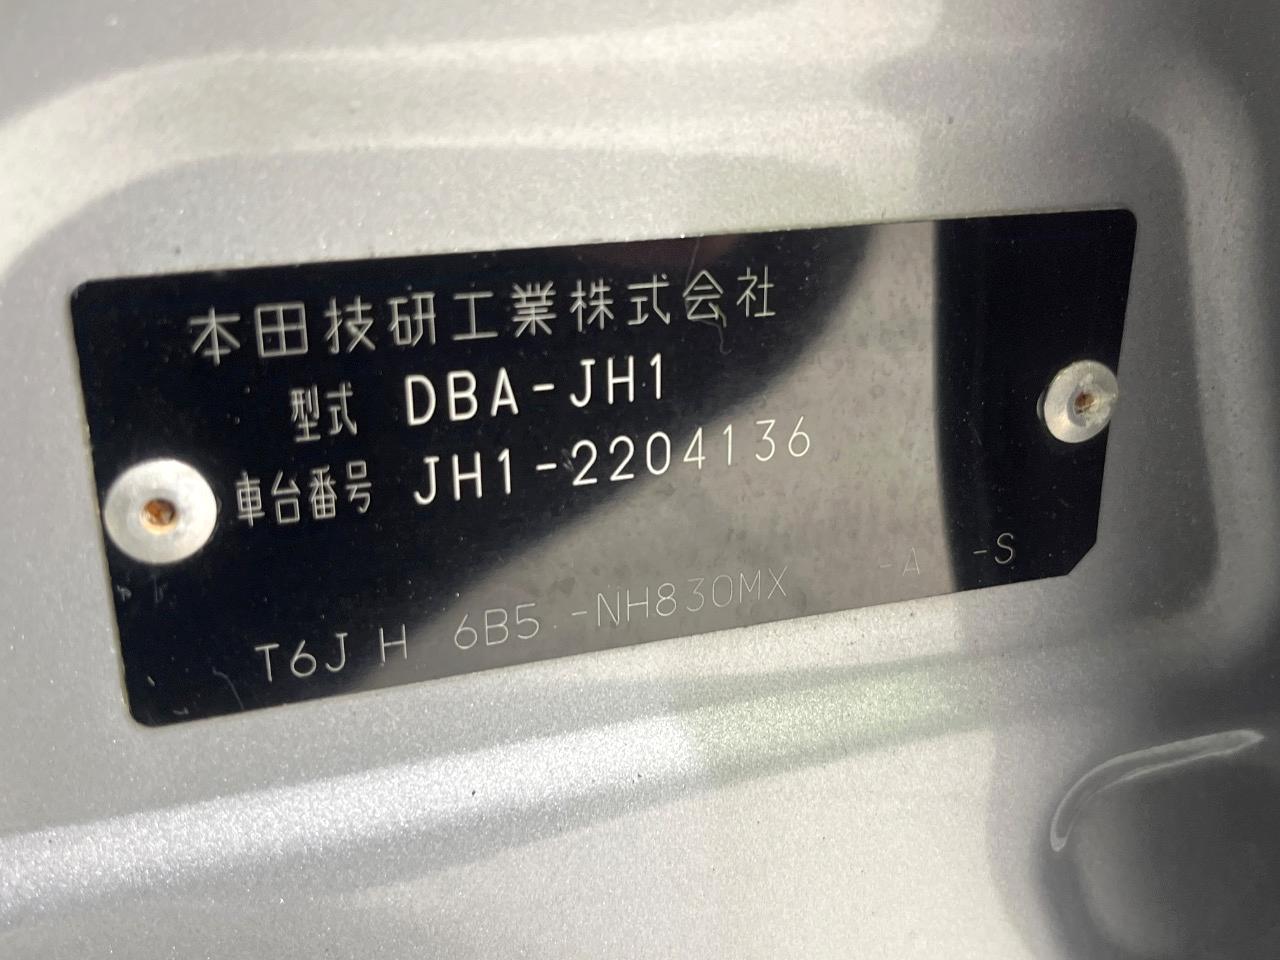 本田技研工業株式会社
型式 DBA-JH1
車台番号 JH1-2204136
T6J H 6B5 -NH830MX -A -S